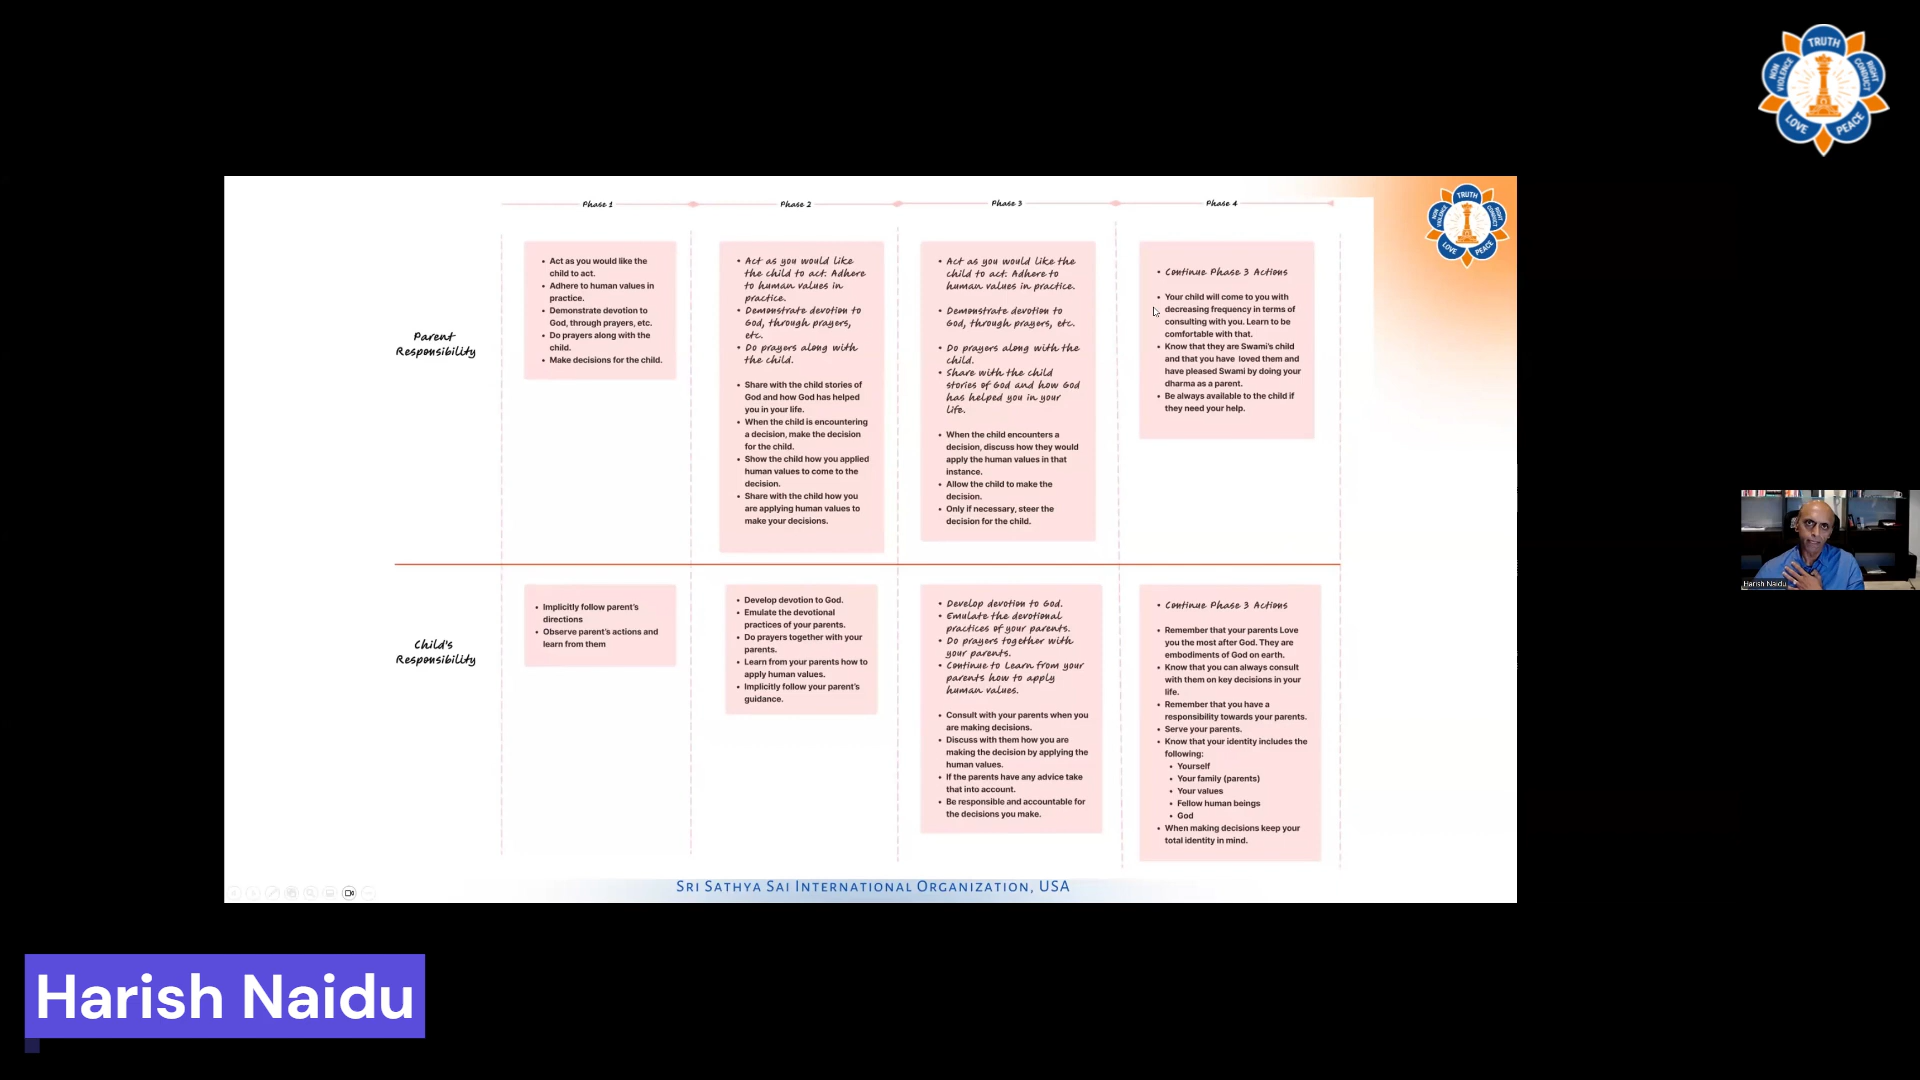 TRUTH
NON VIOLENCE
RIGHT CONDUCT
LOVE
PEACE
Phase 1
Phase 2
Phase 3
Phase 4
TRUTH
NON VIOLENCE
RIGHT CONDUCT
LOVE
PEACE
Parent
Responsibility
• Act as you would like the
child to act.
• Adhere to human values in
practice.
• Demonstrate devotion to
God, through prayers, etc.
• Do prayers along with the
child.
• Make decisions for the child.
• Act as you would like
the child to act. Adhere
to human values in
practice.
• Demonstrate devotion to
God, through prayers,
etc.
• Do prayers along with
the child.
• Share with the child stories of
God and how God has helped
you in your life.
• When the child is encountering
a decision, make the decision
for the child.
• Show the child how you applied
human values to come to the
decision.
• Share with the child how you
are applying human values to
make your decisions.
• Act as you would like the
child to act. Adhere to
human values in practice.
• Demonstrate devotion to
God, through prayers, etc.
• Do prayers along with the
child.
• Share with the child
stories of God and how God
has helped you in your
life.
• When the child encounters a
decision, discuss how they would
apply the human values in that
instance.
• Allow the child to make the
decision.
• Only if necessary, steer the
decision for the child.
• Continue Phase 3 Actions
• Your child will come to you with
decreasing frequency in terms of
consulting with you. Learn to be
comfortable with that.
• Know that they are Swami's child
and that you have loved them and
have pleased Swami by doing your
dharma as a parent.
• Be always available to the child if
they need your help.
Child's
Responsibility
• Implicitly follow parent's
directions
• Observe parent's actions and
learn from them
• Develop devotion to God.
• Emulate the devotional
practices of your parents.
• Do prayers together with your
parents.
• Learn from your parents how to
apply human values.
• Implicitly follow your parent's
guidance.
• Develop devotion to God.
• Emulate the devotional
practices of your parents.
• Do prayers together with
your parents.
• Continue to Learn from your
parents how to apply
human values.
• Consult with your parents when you
are making decisions.
• Discuss with them how you are
making the decision by applying the
human values.
• If the parents have any advice take
that into account.
• Be responsible and accountable for
the decisions you make.
• Continue Phase 3 Actions
• Remember that your parents Love
you the most after God. They are
embodiments of God on earth.
• Know that you can always consult
with them on key decisions in your
life.
• Remember that you have a
responsibility towards your parents.
• Serve your parents.
• Know that your identity includes the
following:
• Yourself
• Your family (parents)
• Your values
• Fellow human beings
• God
• When making decisions keep your
total identity in mind.
SRI SATHYA SAI INTERNATIONAL ORGANIZATION, USA
Harish Naidu
Harish Naidu